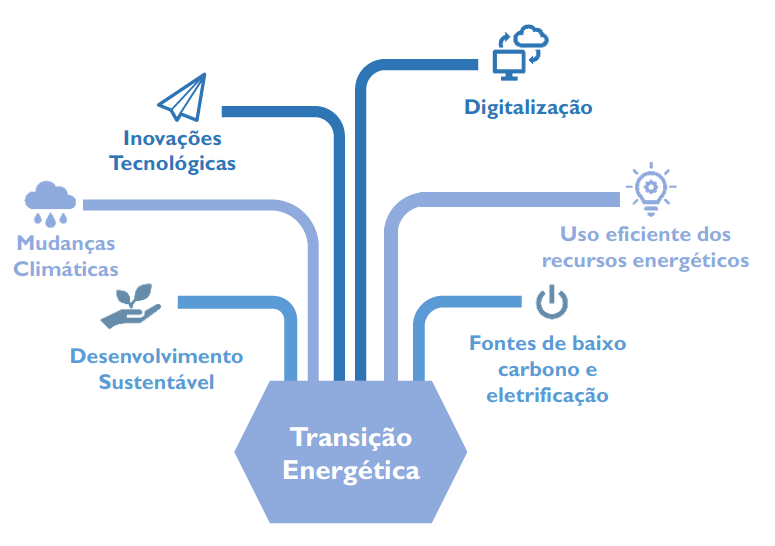 Digitalização
Inovações
Tecnológicas
Mudanças
Climáticas
Uso eficiente dos
recursos energéticos
Desenvolvimento
Sustentável
Fontes de baixo
carbono e
eletrificação
Transição
Energética